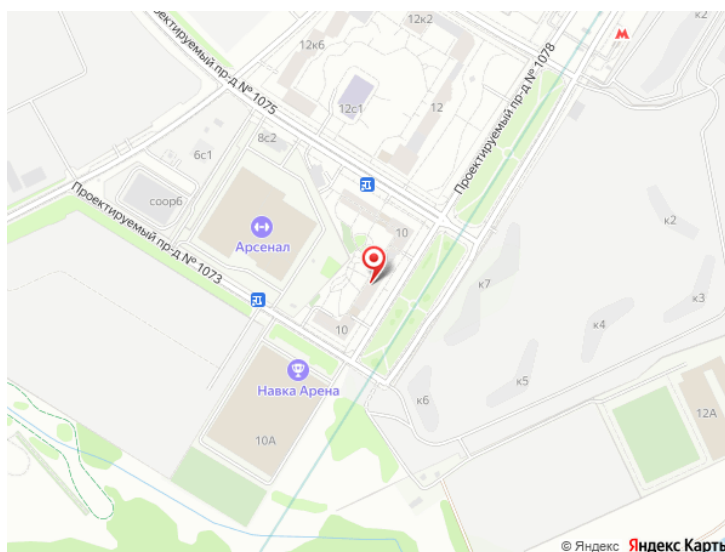 к2
12к2
12к6
Проектируемый пр-д № 1075
Проектируемый пр-д № 1078
12с1
12
8с2
6с1
соор6
Проектируемый пр-д № 1073
Арсенал
10
к2
к7
к3
к4
10
Навка Арена
к5
к6
12А
10А
© Яндекс Яндекс Карты